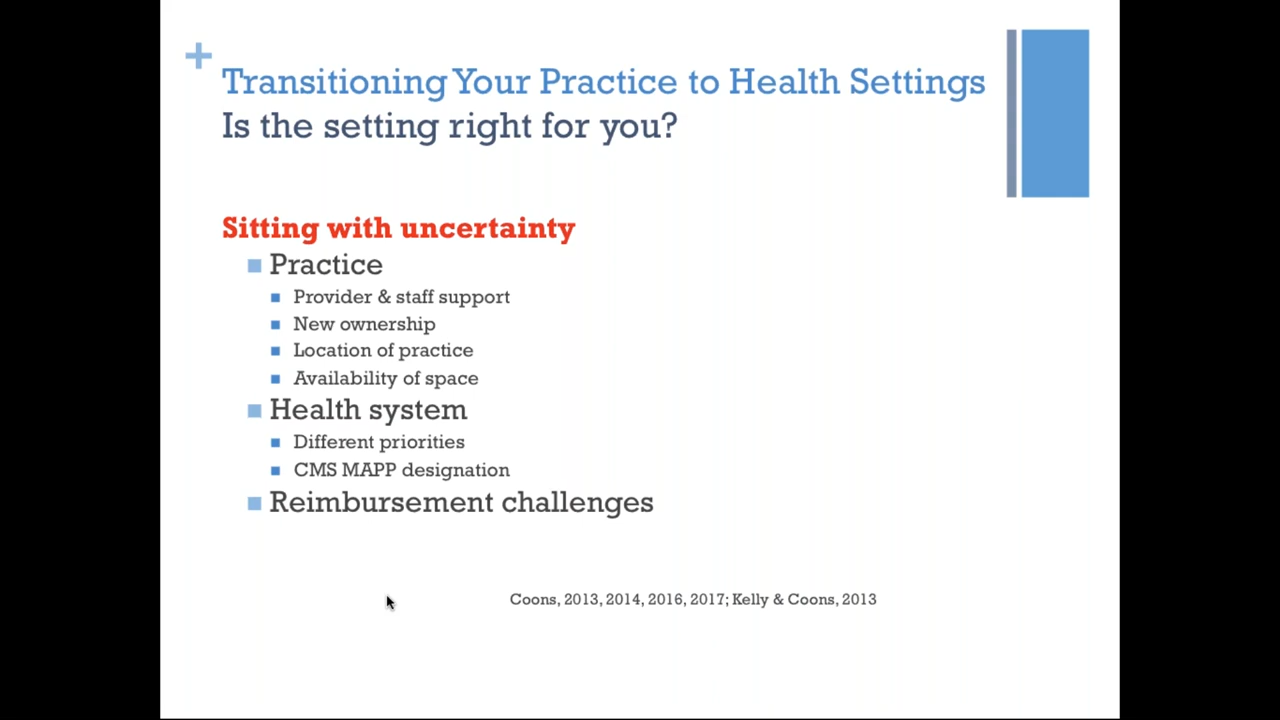 Transitioning Your Practice to Health Settings
Is the setting right for you?
Sitting with uncertainty
Practice
Provider & staff support
New ownership
Location of practice
Availability of space
Health system
Different priorities
CMS MAPP designation
Reimbursement challenges
Coons, 2013, 2014, 2016, 2017; Kelly & Coons, 2013